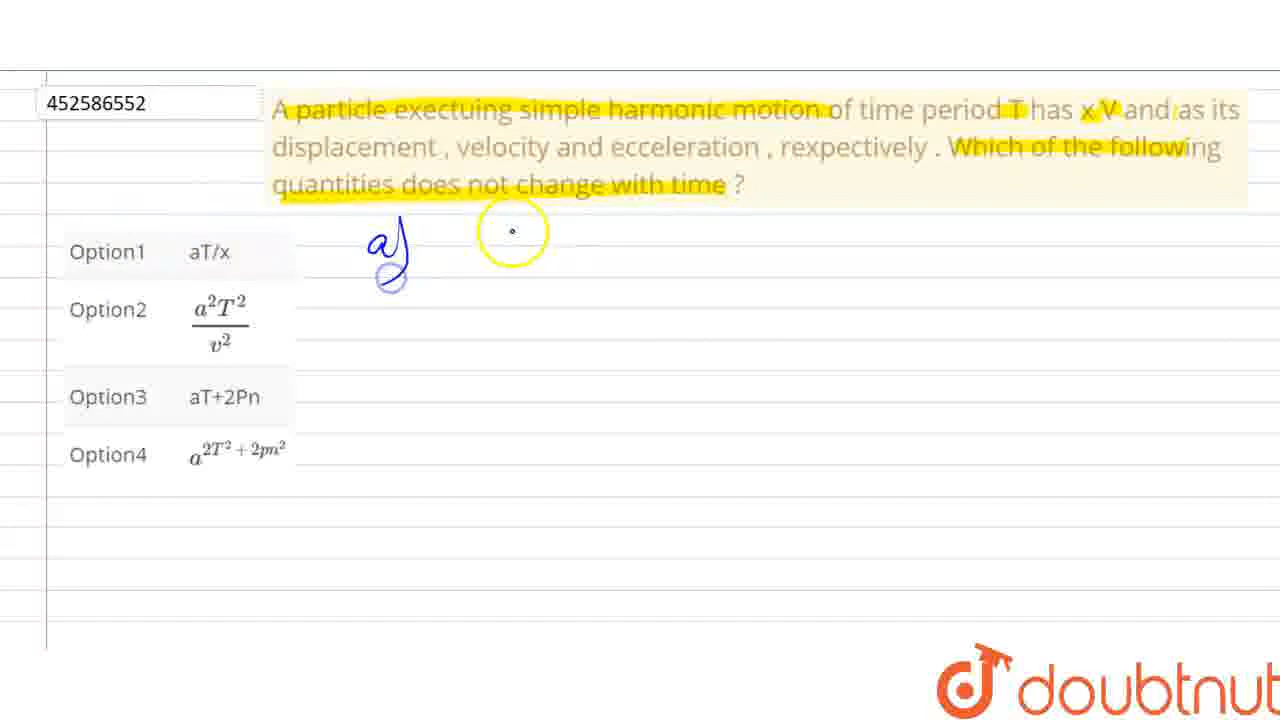 452586552
A particle exectuing simple harmonic motion of time period T has x V and as its
displacement , velocity and ecceleration , rexpectively . Which of the following
quantities does not change with time ?
a)
Option1 aT/x
Option2 a²T²/v²
Option3 aT+2Pn
Option4 a^{2T²+2pn²}
doubtnut